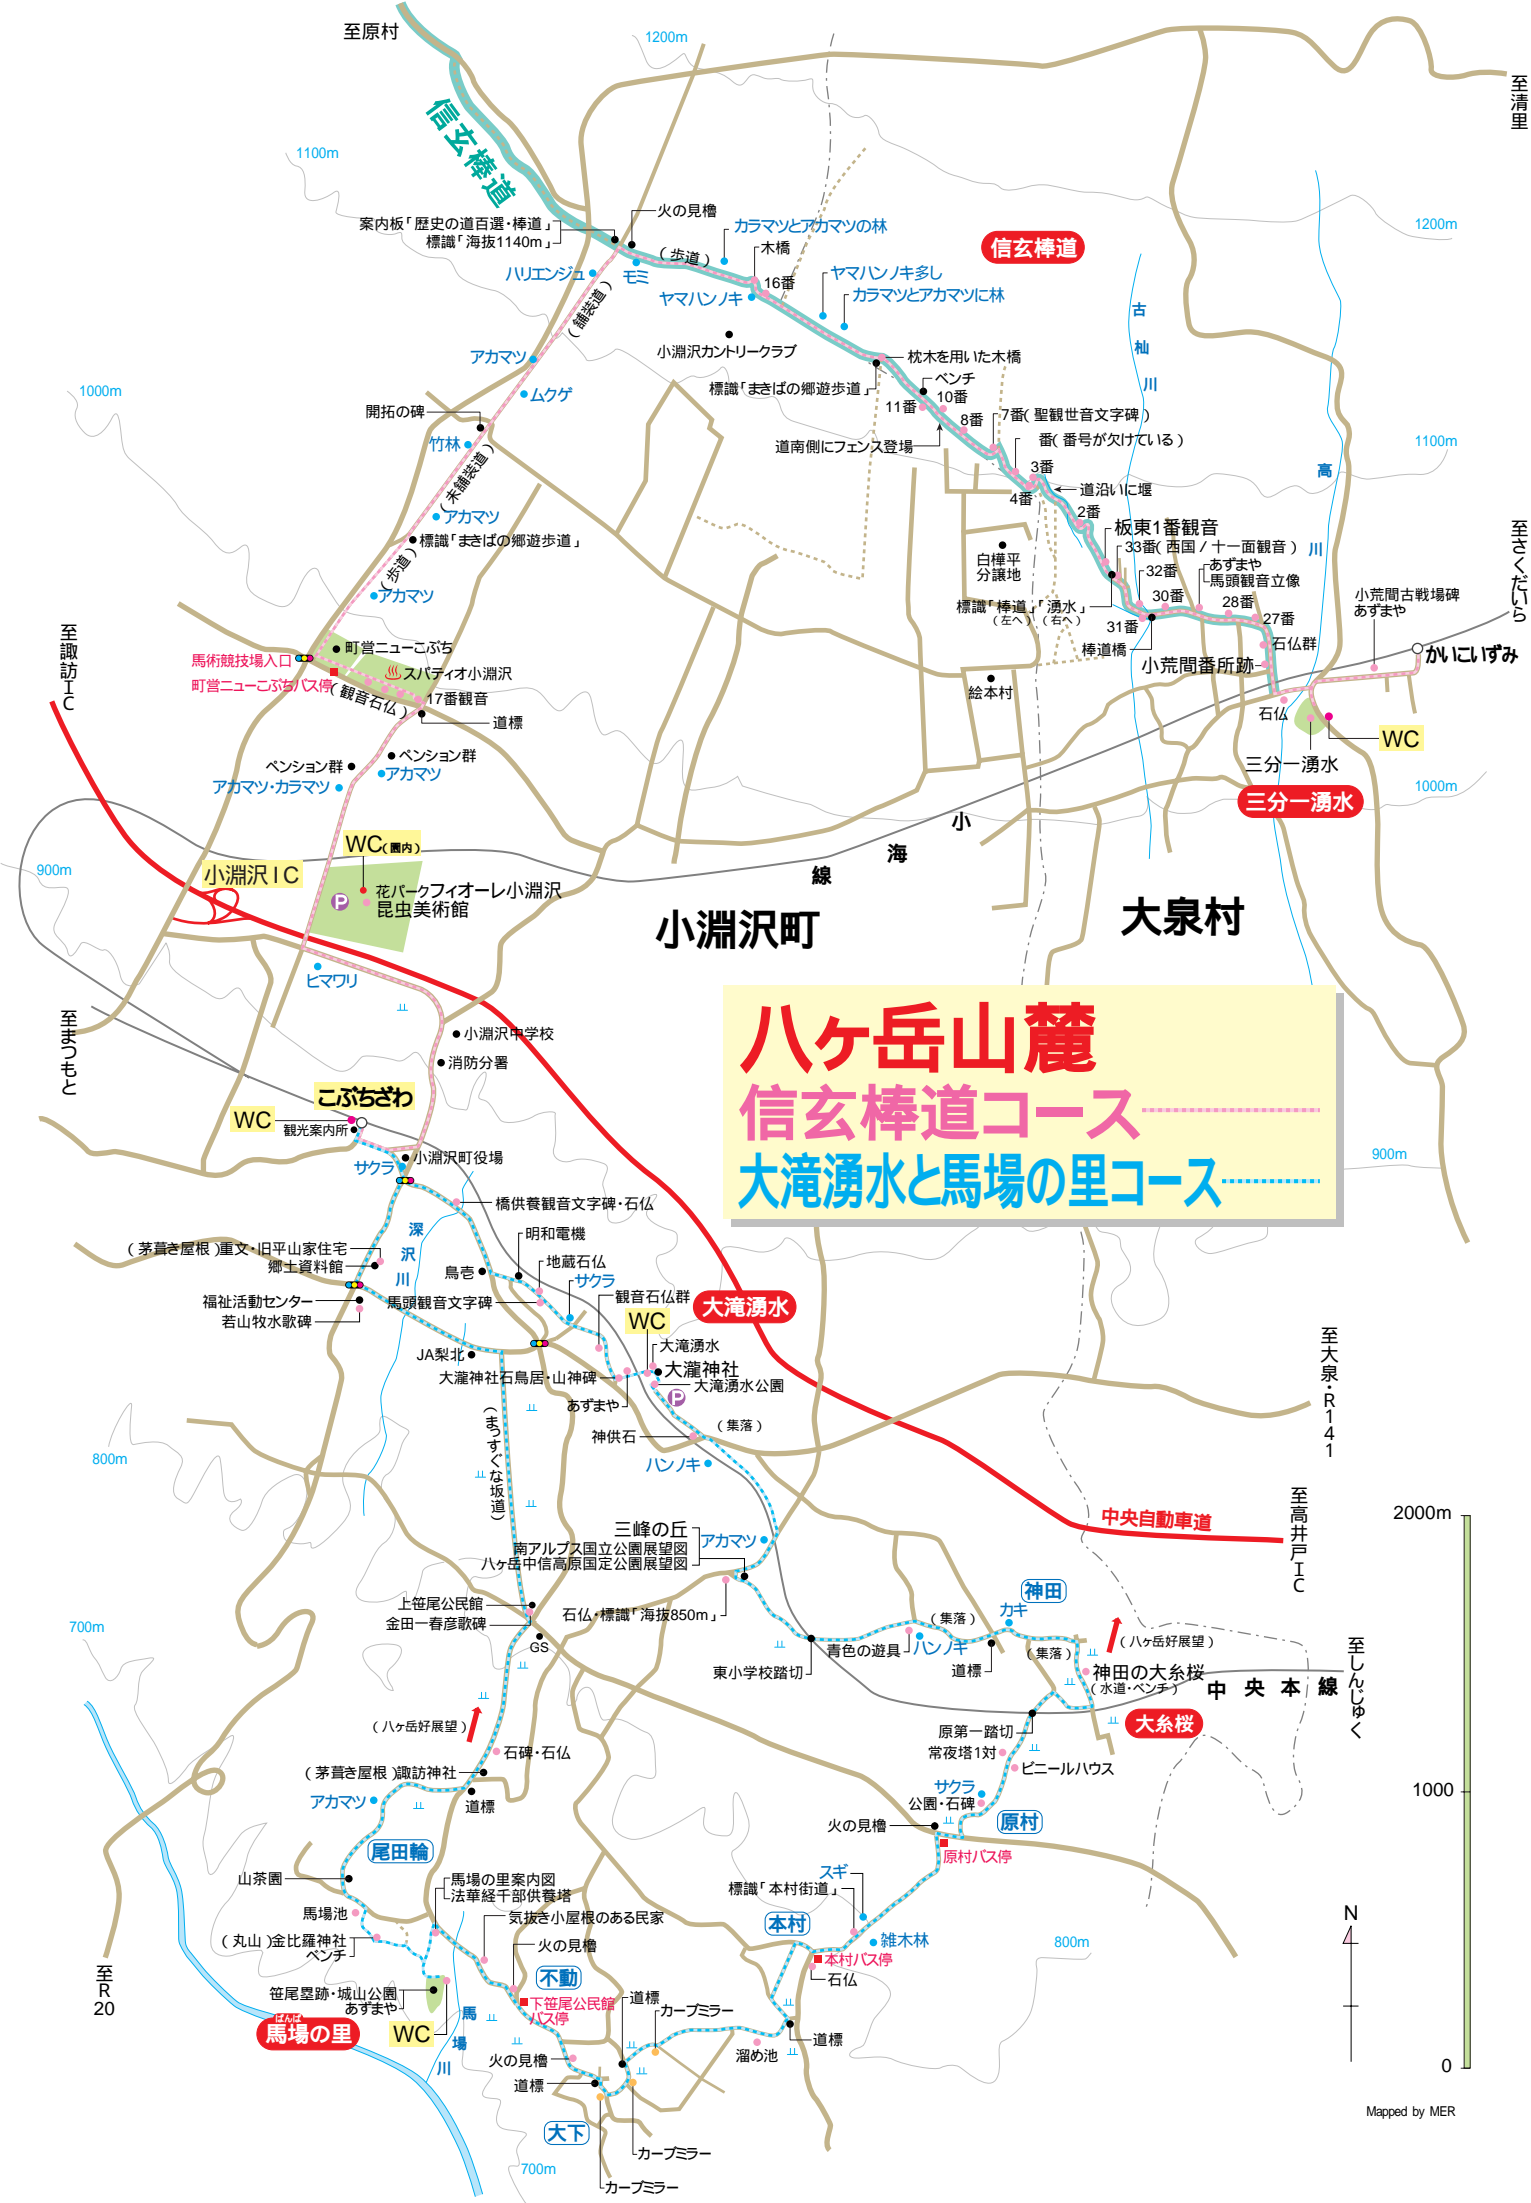 至原村
1200m
至清里
信玄棒道
1100m
火の見櫓
案内板「歴史の道百選・棒道」
標識「海抜1140m」
カラマツとアカマツの林
(歩道)
木橋
信玄棒道
1200m
ハリエンジュ
モミ
ヤマハンノキ
16番
ヤマハンノキ多し
カラマツとアカマツに林
(舗装道)
古杣川
小淵沢カントリークラブ
アカマツ
枕木を用いた木橋
標識「まきばの郷遊歩道」
ベンチ
1000m
ムクゲ
開拓の碑
11番
10番
8番
7番(聖観世音文字碑)
番(番号が欠けている)
竹林
道南側にフェンス登場
1100m
高川
(未舗装道)
3番
4番
道沿いに堰
アカマツ
2番
板東1番観音
標識「まきばの郷遊歩道」
33番(西国/十一面観音)
至さくだいら
白樺平
分譲地
(歩道)
アカマツ
32番
あずまや
馬頭観音立像
標識「棒道」「湧水」
(左へ)(右へ)
30番
28番
27番
31番
小荒間古戦場碑
あずまや
至諏訪IC
棒道橋
石仏群
小荒間番所跡
かいこいずみ
町営ニューこぶち
馬術競技場入口
スパティオ小淵沢
町営ニューこぶちバス停
(観音石仏)
17番観音
道標
絵本村
石仏
WC
三分一湧水
三分一湧水
1000m
ペンション群
ペンション群
アカマツ
アカマツ・カラマツ
小海線
WC(園内)
900m
小淵沢IC
P
花パークフィオーレ小淵沢
昆虫美術館
小淵沢町
大泉村
ヒマワリ
至まつもと
小淵沢中学校
消防分署
八ヶ岳山麓
信玄棒道コース
大滝湧水と馬場の里コース
こぶちざわ
WC
観光案内所
サクラ
小淵沢町役場
900m
橋供養観音文字碑・石仏
深沢川
明和電機
(茅葺き屋根)重文・旧平山家住宅
郷土資料館
鳥壱
地蔵石仏
サクラ
福祉活動センター
若山牧水歌碑
馬頭観音文字碑
観音石仏群
WC
大滝湧水
JA梨北
大滝湧水
大瀧神社
大瀧神社石鳥居・山神碑
大滝湧水公園
あずまや
P
至大泉・R141
(まっすぐな坂道)
神供石
(集落)
ハンノキ
800m
中央自動車道
至高井戸IC
2000m
三峰の丘
南アルプス国立公園展望図
八ヶ岳中信高原国定公園展望図
アカマツ
上笹尾公民館
金田一春彦歌碑
GS
石仏・標識「海抜850m」
神田
カキ
(集落)
700m
青色の遊具
ハンノキ
道標
(集落)
(八ヶ岳好展望)
東小学校踏切
神田の大糸桜
(水道・ベンチ)
中央本線
至しんじゅく
大糸桜
原第一踏切
(八ヶ岳好展望)
石碑・石仏
常夜塔1対
ビニールハウス
(茅葺き屋根)諏訪神社
アカマツ
道標
サクラ
公園・石碑
原村
1000
火の見櫓
原村バス停
尾田輪
山茶園
馬場の里案内図
法華経千部供養塔
スギ
標識「本村街道」
馬場池
気抜き小屋根のある民家
本村
雑木林
800m
N
(丸山)金比羅神社
ベンチ
火の見櫓
本村バス停
石仏
至R20
不動
笹尾塁跡・城山公園
あずまや
下笹尾公民館
バス停
道標
カーブミラー
ばんば
馬場の里
WC
馬場川
道標
溜め池
火の見櫓
道標
0
Mapped by MER
大下
カーブミラー
700m
カーブミラー